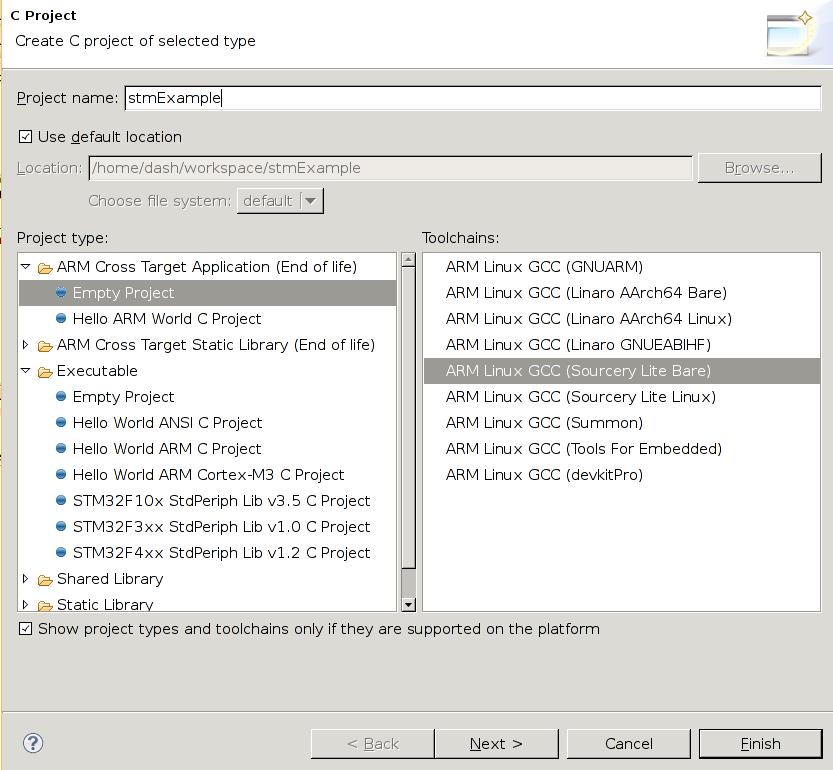 C Project
Create C project of selected type
Project name: stmExample
Use default location
Location: /home/dash/workspace/stmExample Browse...
Choose file system: default
Project type:
ARM Cross Target Application (End of life)
Empty Project
Hello ARM World C Project
ARM Cross Target Static Library (End of life)
Executable
Empty Project
Hello World ANSI C Project
Hello World ARM C Project
Hello World ARM Cortex-M3 C Project
STM32F10x StdPeriph Lib v3.5 C Project
STM32F3xx StdPeriph Lib v1.0 C Project
STM32F4xx StdPeriph Lib v1.2 C Project
Shared Library
Static Library
Toolchains:
ARM Linux GCC (GNUARM)
ARM Linux GCC (Linaro AArch64 Bare)
ARM Linux GCC (Linaro AArch64 Linux)
ARM Linux GCC (Linaro GNUEABIHF)
ARM Linux GCC (Sourcery Lite Bare)
ARM Linux GCC (Sourcery Lite Linux)
ARM Linux GCC (Summon)
ARM Linux GCC (Tools For Embedded)
ARM Linux GCC (devkitPro)
Show project types and toolchains only if they are supported on the platform
? < Back Next > Cancel Finish